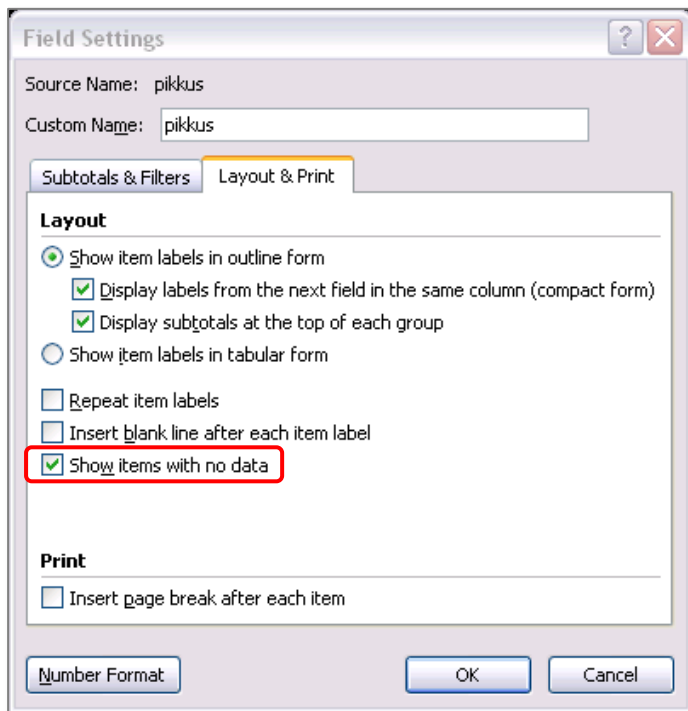 Field Settings
Source Name: pikkus
Custom Name: pikkus
Subtotals & Filters Layout & Print
Layout
Show item labels in outline form
Display labels from the next field in the same column (compact form)
Display subtotals at the top of each group
Show item labels in tabular form
Repeat item labels
Insert blank line after each item label
Show items with no data
Print
Insert page break after each item
Number Format OK Cancel